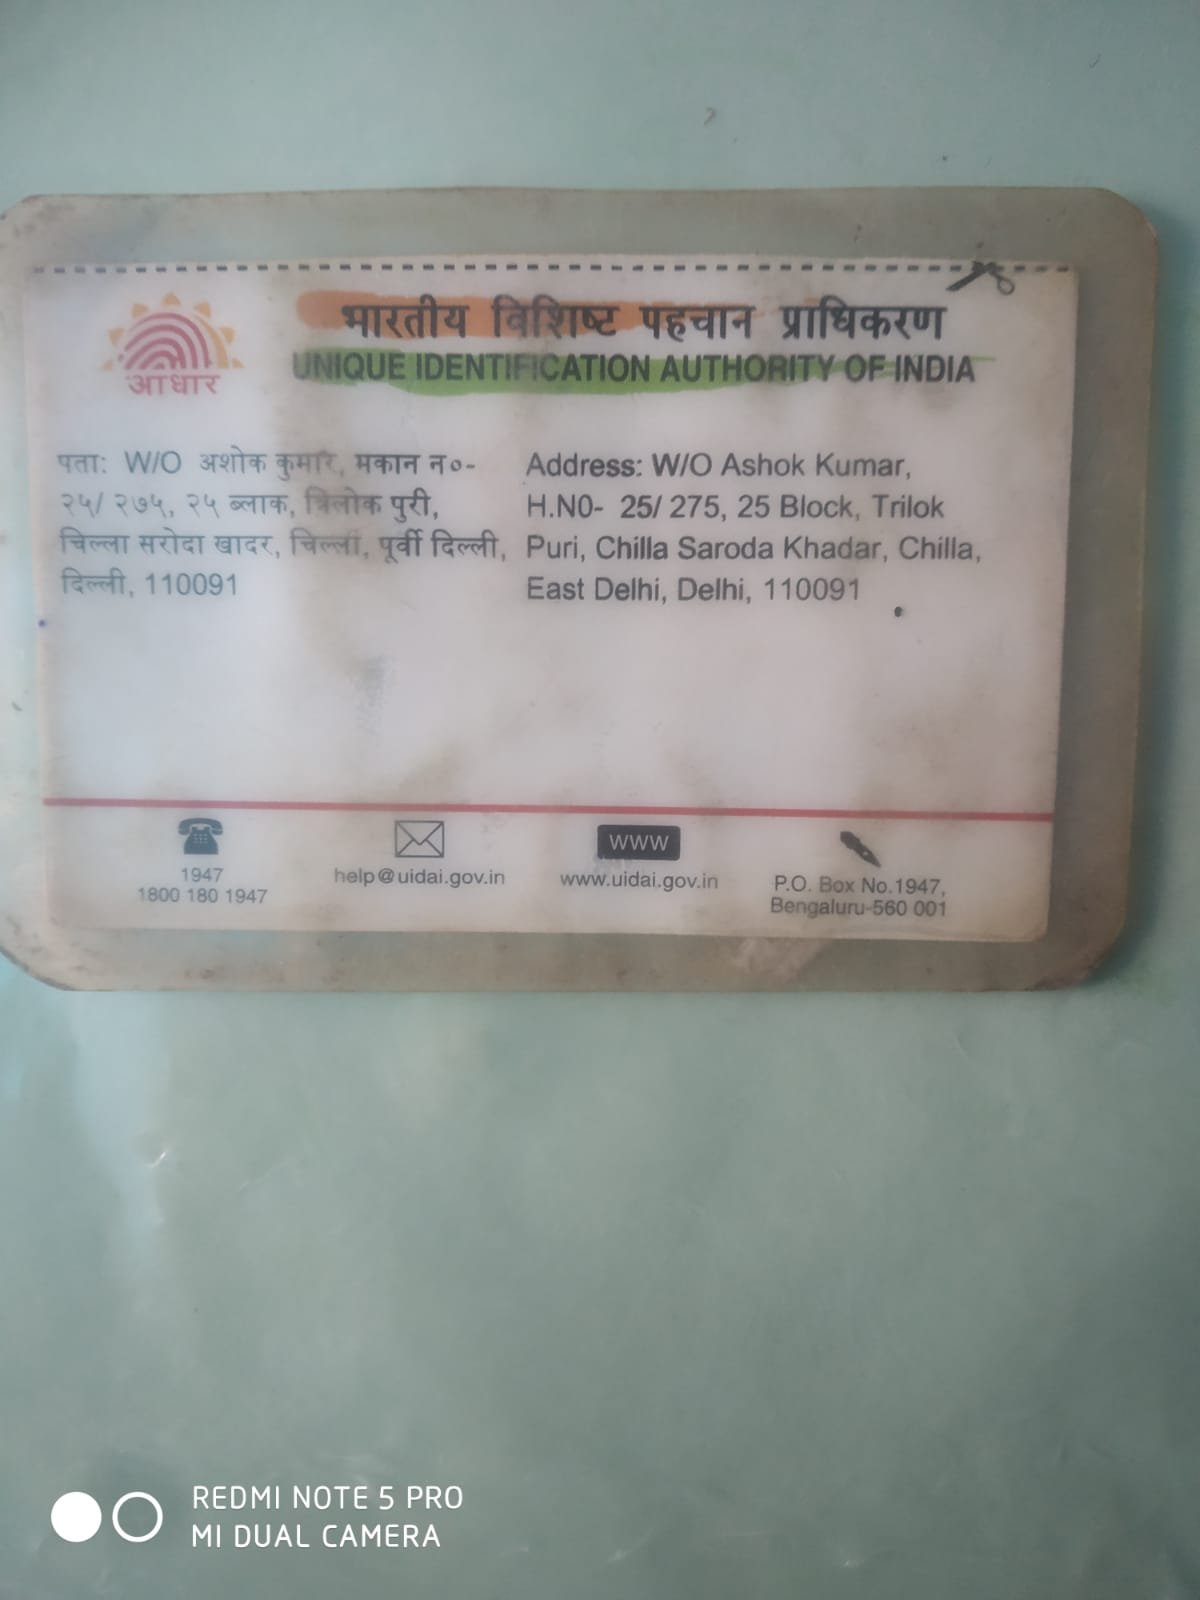 भारतीय विशिष्ट पहचान प्राधिकरण
UNIQUE IDENTIFICATION AUTHORITY OF INDIA
आधार
पता: W/O अशोक कुमार, मकान न०-
२५/ २७५, २५ ब्लाक, त्रिलोक पुरी,
चिल्ला सरोदा खादर, चिल्ला, पूर्वी दिल्ली,
दिल्ली, 110091
Address: W/O Ashok Kumar,
H.N0- 25/ 275, 25 Block, Trilok
Puri, Chilla Saroda Khadar, Chilla,
East Delhi, Delhi, 110091
1947
1800 180 1947
help@uidai.gov.in
WWW
www.uidai.gov.in
P.O. Box No.1947,
Bengaluru-560 001
REDMI NOTE 5 PRO
MI DUAL CAMERA